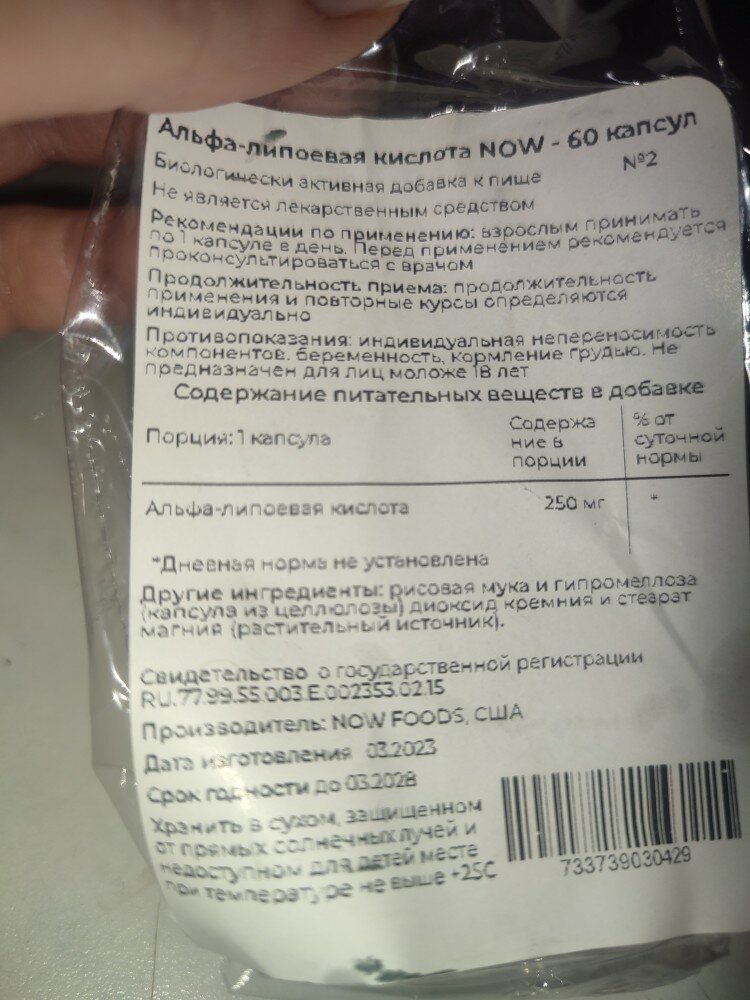 Альфа-липоевая кислота NOW - 60 капсул
Биологически активная добавка к пище №2
Не является лекарственным средством
Рекомендации по применению: взрослым принимать
по 1 капсуле в день. Перед применением рекомендуется
проконсультироваться с врачом
Продолжительность приема: продолжительность
применения и повторные курсы определяются
индивидуально
Противопоказания: индивидуальная непереносимость
компонентов. беременность, кормление грудью. Не
предназначен для лиц моложе 18 лет
Содержание питательных веществ в добавке
Порция: 1 капсула
Содержа
ние в
порции
% от
суточной
нормы
Альфа-липоевая кислота 250 мг *
*Дневная норма не установлена
Другие ингредиенты: рисовая мука и гипромеллоза
(капсула из целлюлозы) диоксид кремния и стеарат
магния (растительный источник).
Свидетельство о государственной регистрации
RU.77.99.55.003.E.002353.02.15
Производитель: NOW FOODS, США
Дата изготовления 03.2023
Срок годности до 03.2028
Хранить в сухом, защищенном
от прямых солнечных лучей и
недоступном для детей месте
при температуре не выше +25С
733739030429